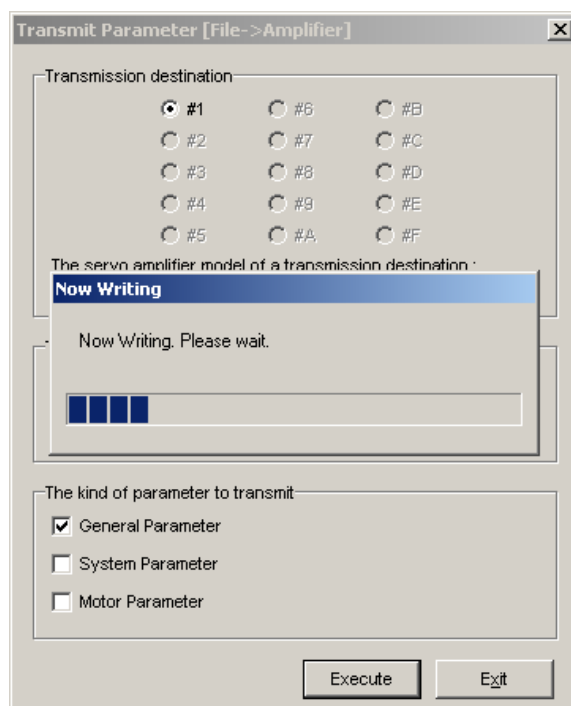 Transmit Parameter [File->Amplifier]
Transmission destination
#1 #6 #B
#2 #7 #C
#3 #8 #D
#4 #9 #E
#5 #A #F
The servo amplifier model of a transmission destination :
Now Writing
Now Writing. Please wait.
The kind of parameter to transmit
General Parameter
System Parameter
Motor Parameter
Execute Exit